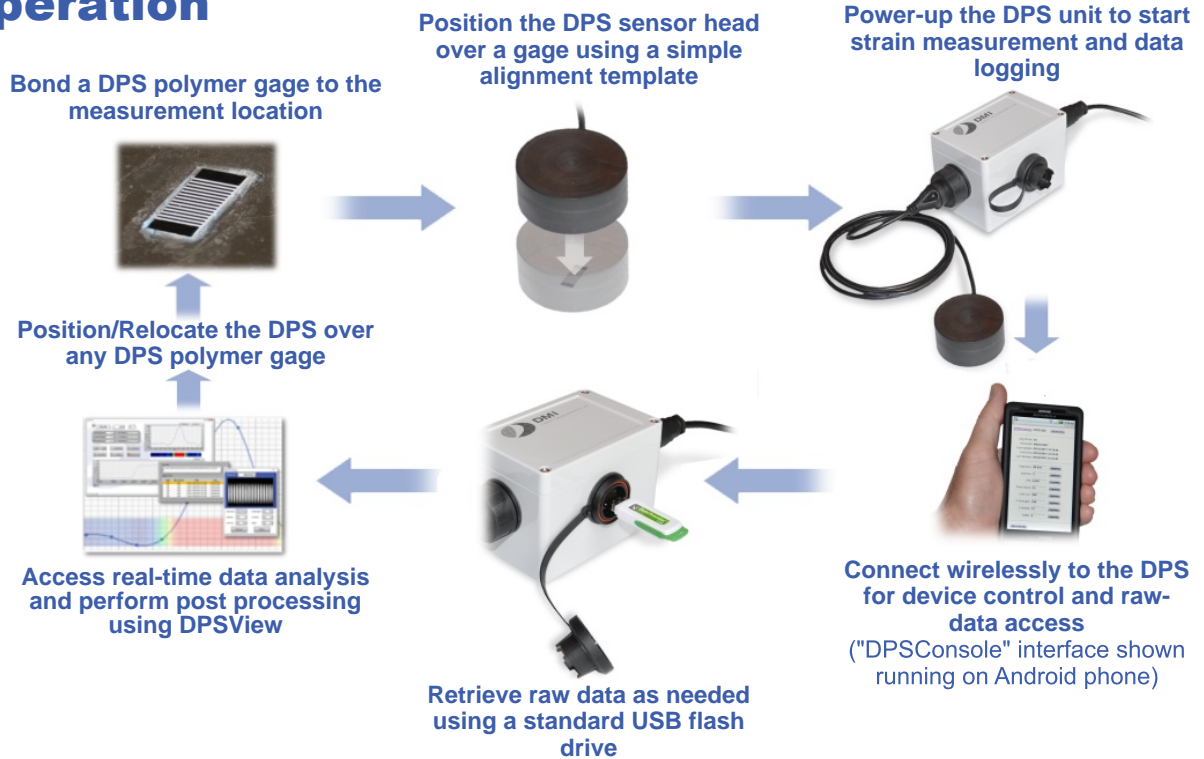 peration
Bond a DPS polymer gage to the
measurement location
Position the DPS sensor head
over a gage using a simple
alignment template
Power-up the DPS unit to start
strain measurement and data
logging
DMI
Connect wirelessly to the DPS
for device control and raw-
data access
("DPSConsole" interface shown
running on Android phone)
DMI
Retrieve raw data as needed
using a standard USB flash
drive
Access real-time data analysis
and perform post processing
using DPSView
Position/Relocate the DPS over
any DPS polymer gage